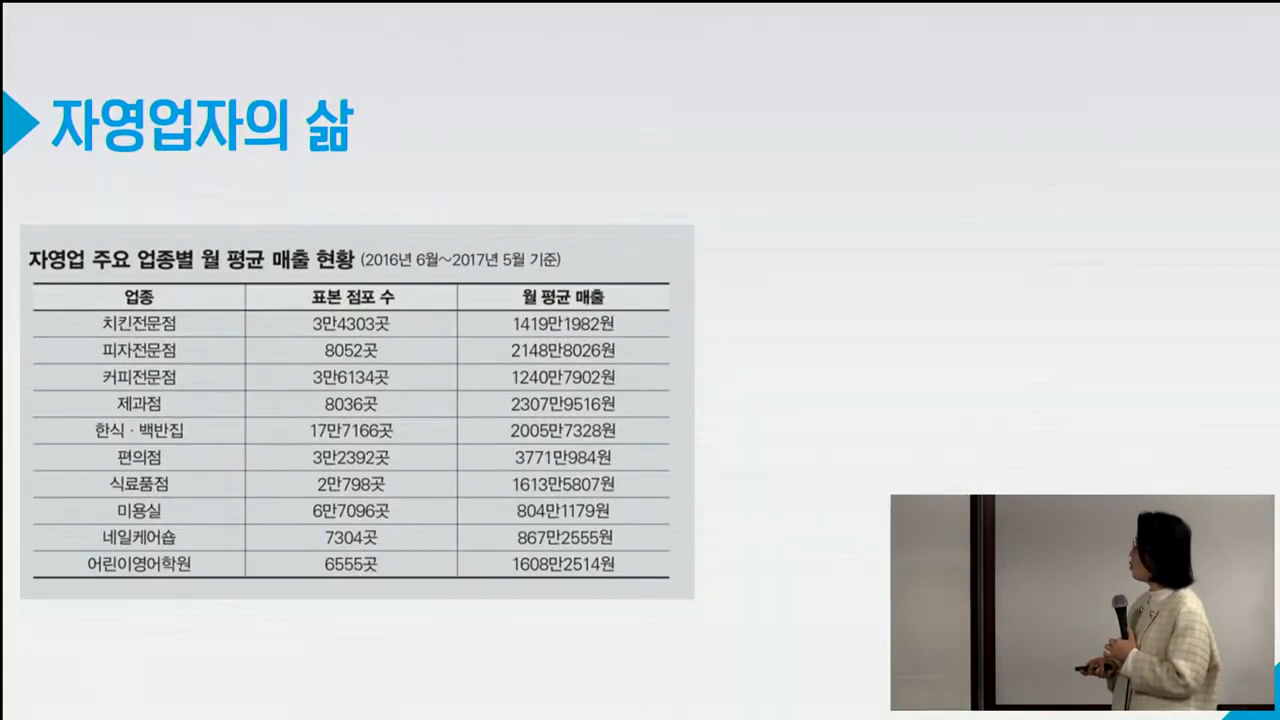 자영업자의 삶
자영업 주요 업종별 월 평균 매출 현황 (2016년 6월~2017년 5월 기준)
업종 표본 점포 수 월 평균 매출
치킨전문점 3만4303곳 1419만1982원
피자전문점 8052곳 2148만8026원
커피전문점 3만6134곳 1240만7902원
제과점 8036곳 2307만9516원
한식 · 백반집 17만7166곳 2005만7328원
편의점 3만2392곳 3771만984원
식료품점 2만798곳 1613만5807원
미용실 6만7096곳 804만1179원
네일케어숍 7304곳 867만2555원
어린이영어학원 6555곳 1608만2514원